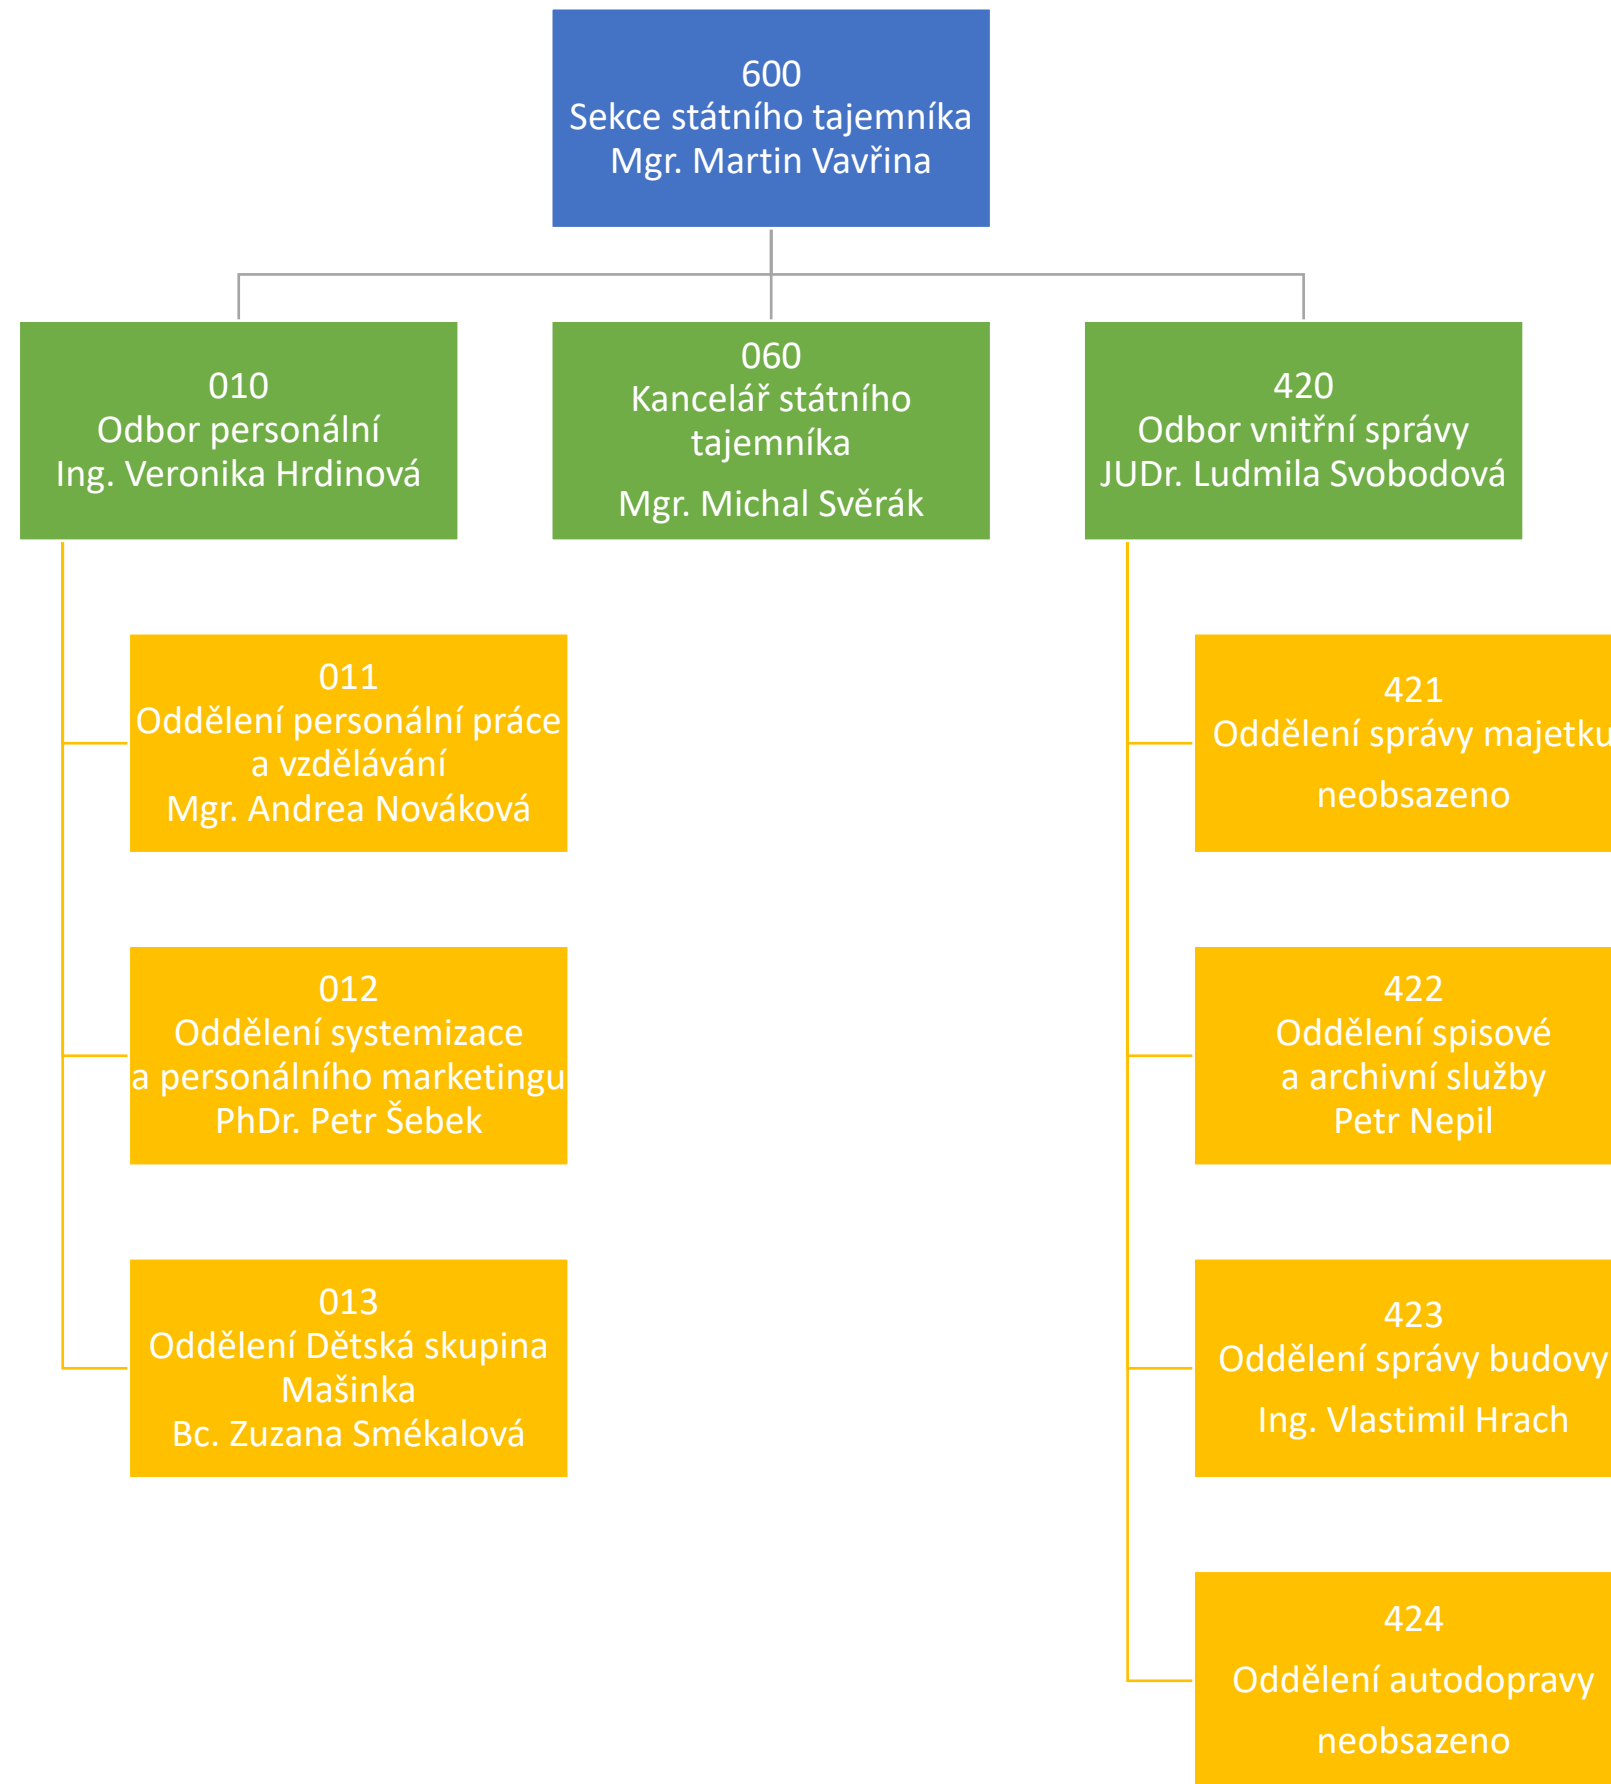 600
Sekce státního tajemníka
Mgr. Martin Vavřina
010
Odbor personální
Ing. Veronika Hrdinová
060
Kancelář státního
tajemníka
Mgr. Michal Svěrák
420
Odbor vnitřní správy
JUDr. Ludmila Svobodová
011
Oddělení personální práce
a vzdělávání
Mgr. Andrea Nováková
012
Oddělení systemizace
a personálního marketingu
PhDr. Petr Šebek
013
Oddělení Dětská skupina
Mašinka
Bc. Zuzana Smékalová
421
Oddělení správy majetku
neobsazeno
422
Oddělení spisové
a archivní služby
Petr Nepil
423
Oddělení správy budovy
Ing. Vlastimil Hrach
424
Oddělení autodopravy
neobsazeno